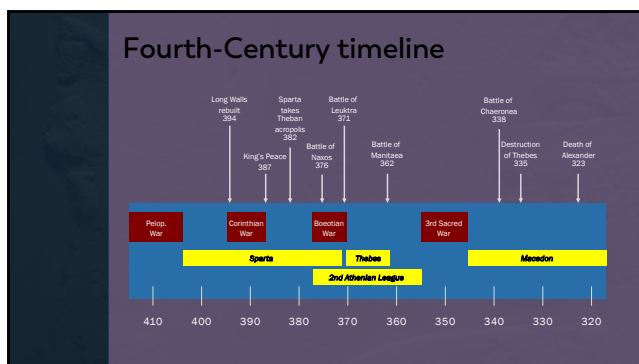 Fourth-Century timeline
Long Walls
rebuilt
394
King's Peace
387
Sparta
takes
Theban
acropolis
382
Battle of
Naxos
376
Battle of
Leuktra
371
Battle of
Manitaea
362
Battle of
Chaeronea
338
Destruction
of Thebes
335
Death of
Alexander
323
Pelop.
War
Corinthian
War
Boeotian
War
3rd Sacred
War
Sparta
Thebes
Macedon
2nd Athenian League
410 400 390 380 370 360 350 340 330 320